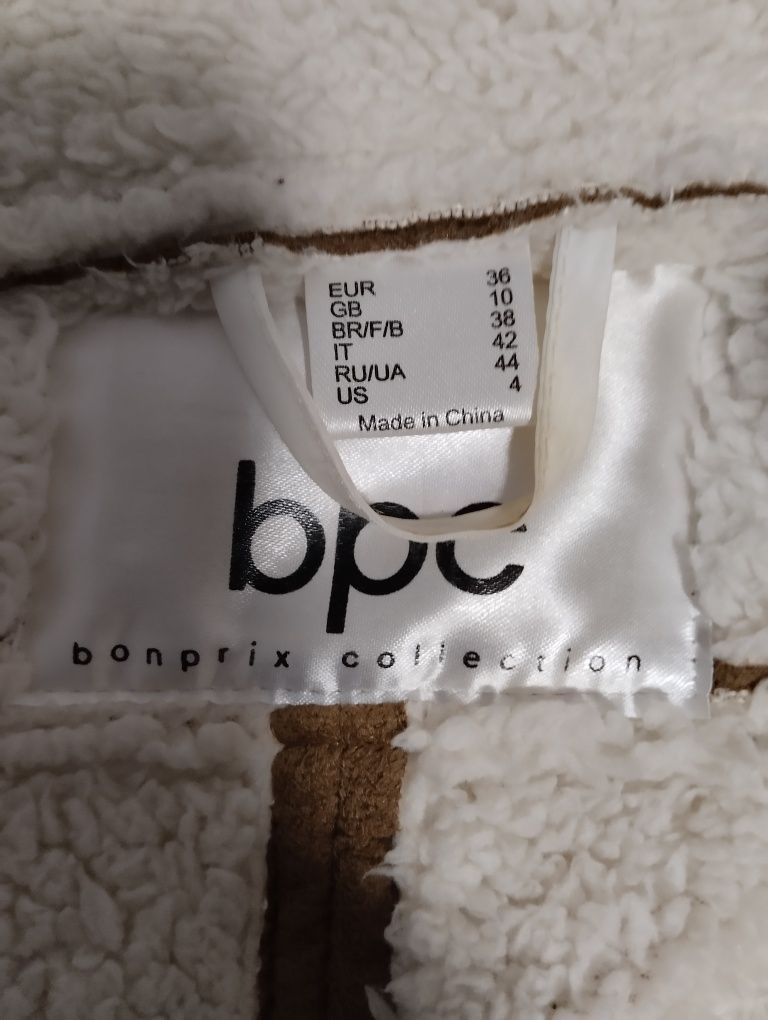 EUR 36
GB 10
BR/F/B 38
IT 42
RU/UA 44
US 4
Made in China
bpc
bonprix collection